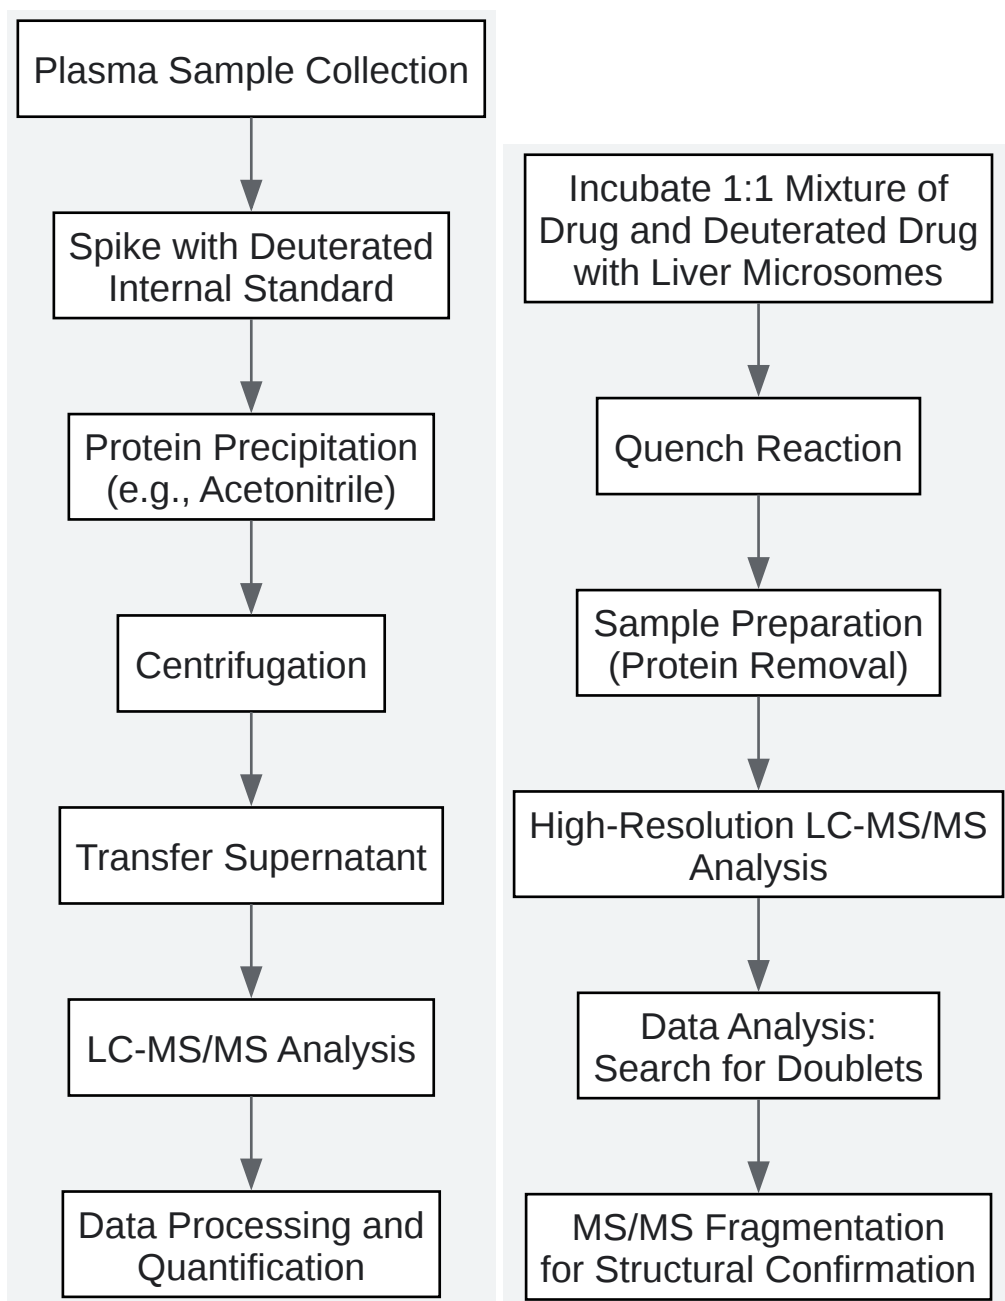 Plasma Sample Collection
Spike with Deuterated
Internal Standard
Protein Precipitation
(e.g., Acetonitrile)
Centrifugation
Transfer Supernatant
LC-MS/MS Analysis
Data Processing and
Quantification
Incubate 1:1 Mixture of
Drug and Deuterated Drug
with Liver Microsomes
Quench Reaction
Sample Preparation
(Protein Removal)
High-Resolution LC-MS/MS
Analysis
Data Analysis:
Search for Doublets
MS/MS Fragmentation
for Structural Confirmation